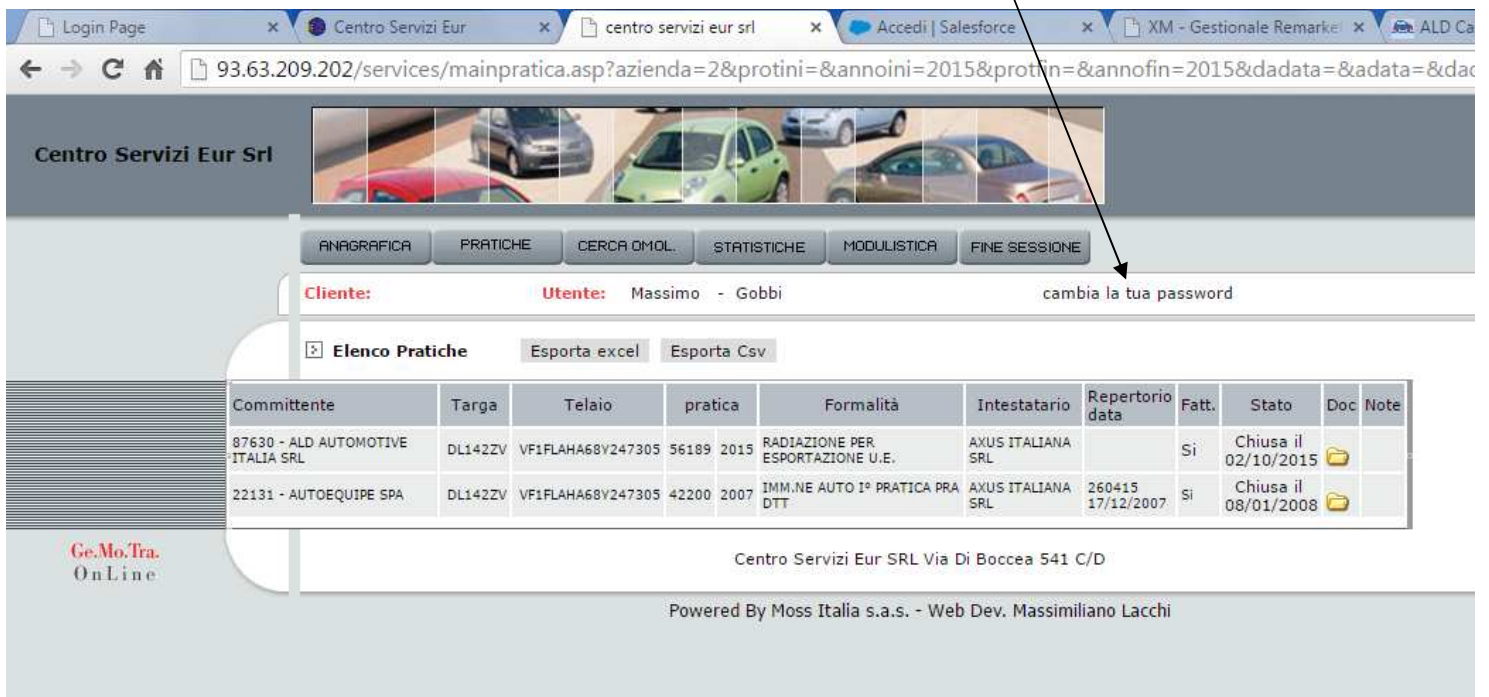 Login Page
Centro Servizi Eur
centro servizi eur srl
Accedi | Salesforce
XM - Gestionale Remarke
ALD Ca
93.63.209.202/services/mainpratica.asp?azienda=2&protini=&annoini=2015&protfin=&annofin=2015&dadata=&adata=&dad
Centro Servizi Eur Srl
ANAGRAFICA PRATICHE CERCA OMOL. STATISTICHE MODULISTICA FINE SESSIONE
Cliente: Utente: Massimo - Gobbi cambia la tua password
Elenco Pratiche Esporta excel Esporta Csv
Committente Targa Telaio pratica Formalità Intestatario Repertorio data Fatt. Stato Doc Note
87630 - ALD AUTOMOTIVE ITALIA SRL DL142ZV VF1FLAHA68Y247305 56189 2015 RADIAZIONE PER ESPORTAZIONE U.E. AXUS ITALIANA SRL Si Chiusa il 02/10/2015
22131 - AUTOEQUIPE SPA DL142ZV VF1FLAHA68Y247305 42200 2007 IMM.NE AUTO Iº PRATICA PRA DTT AXUS ITALIANA SRL 260415 17/12/2007 Si Chiusa il 08/01/2008
Ge.Mo.Tra.
OnLine
Centro Servizi Eur SRL Via Di Boccea 541 C/D
Powered By Moss Italia s.a.s. - Web Dev. Massimiliano Lacchi